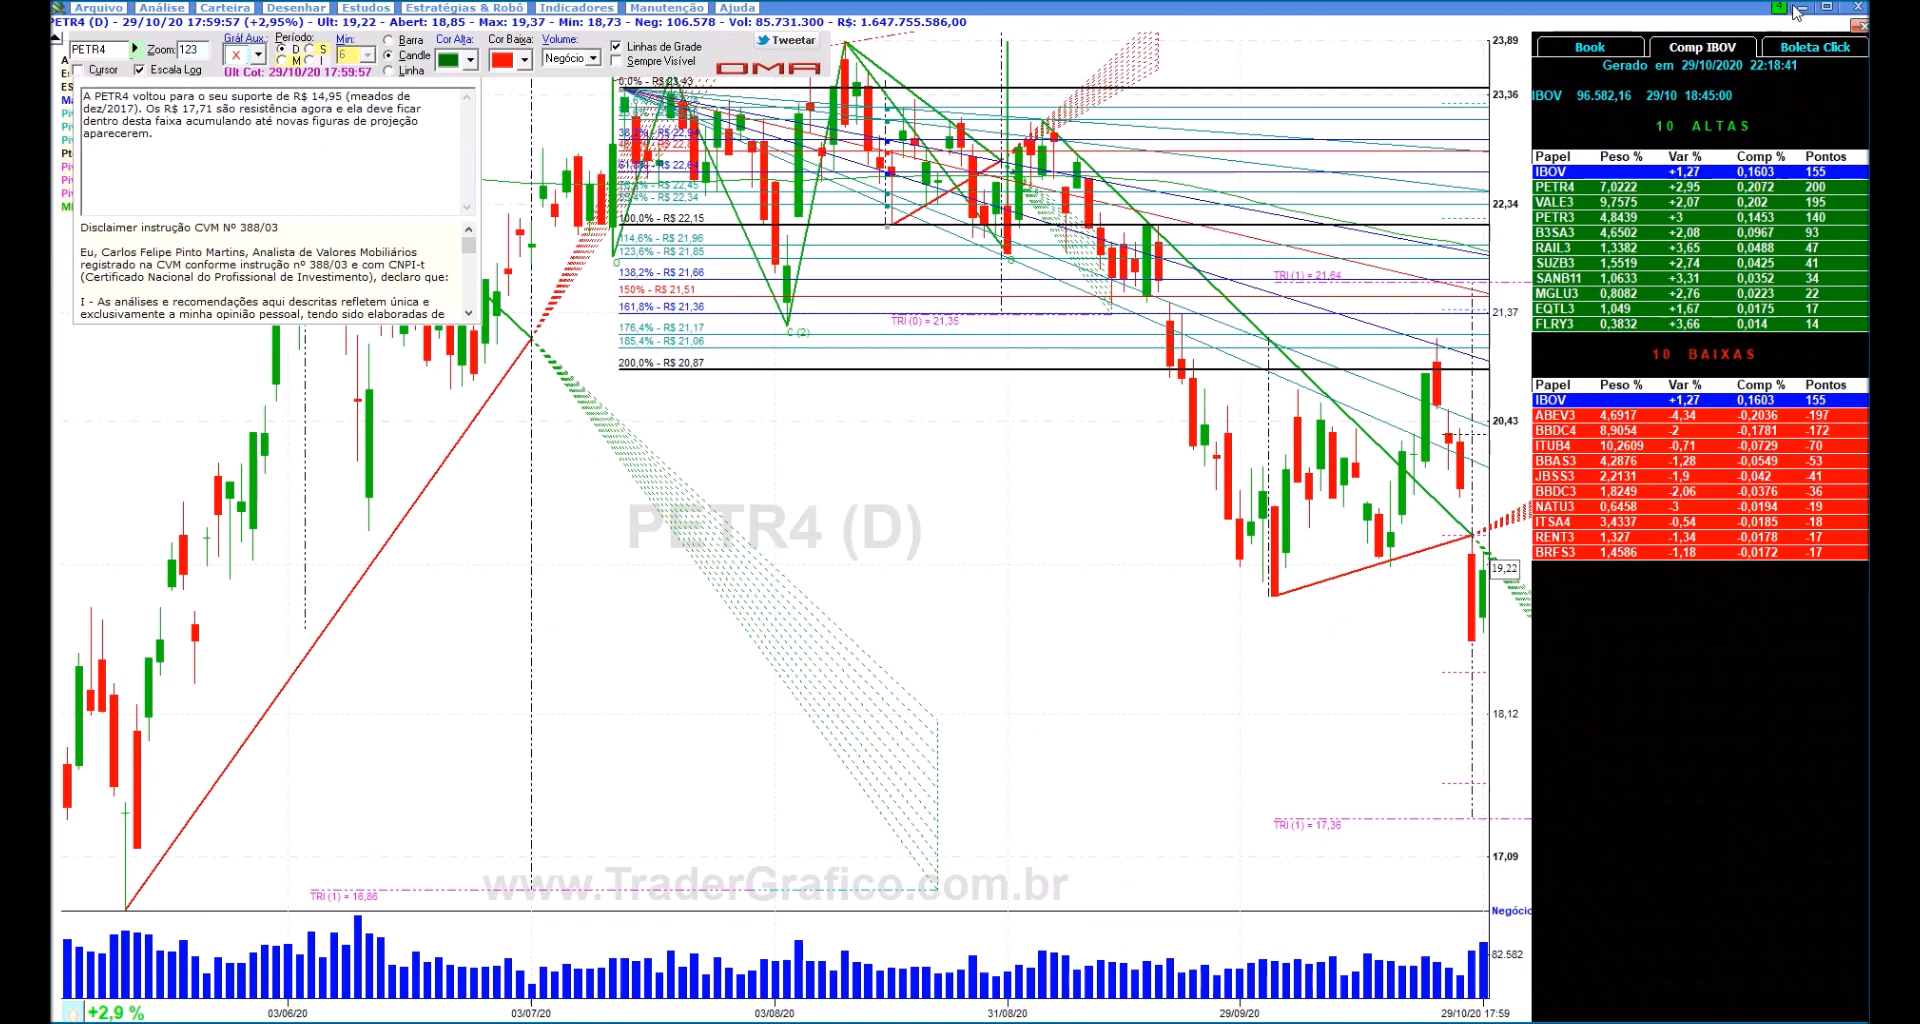 Arquivo Análise Carteira Desenhar Estudos Estratégias & Robô Indicadores Manutenção Ajuda
PETR4 (D) - 29/10/20 17:59:57 (+2,95%) - Ult: 19,22 - Abert: 18,85 - Max: 19,37 - Min: 18,73 - Neg: 106.578 - Vol: 85.731.300 - R$: 1.647.755.586,00
PETR4 Zoom: 123 Gráf Aux.: X Período: D S M I Min: 6 Barra Candle Linha Cor Alta: Cor Baixa: Volume: Negócio Linhas de Grade Sempre Visível Tweetar
Cursor Escala Log Últ Cot: 29/10/20 17:59:57 OMA
A PETR4 voltou para o seu suporte de R$ 14,95 (meados de
dez/2017). Os R$ 17,71 são resistência agora e ela deve ficar
dentro desta faixa acumulando até novas figuras de projeção
aparecerem.
Disclaimer instrução CVM Nº 388/03
Eu, Carlos Felipe Pinto Martins, Analista de Valores Mobiliários
registrado na CVM conforme instrução nº 388/03 e com CNPI-t
(Certificado Nacional do Profissional de Investimento), declaro que:
I - As análises e recomendações aqui descritas refletem única e
exclusivamente a minha opinião pessoal, tendo sido elaboradas de
0,0% - R$ 23,43
38,2% - R$ 22,94
61,8% - R$ 22,64
R$ 22,45
R$ 22,34
100,0% - R$ 22,15
114,6% - R$ 21,96
123,6% - R$ 21,85
138,2% - R$ 21,66
150% - R$ 21,51
161,8% - R$ 21,36
176,4% - R$ 21,17
185,4% - R$ 21,06
200,0% - R$ 20,87
C (2)
TRI (0) = 21,35
TRI (1) = 21,64
TRI (1) = 17,36
TRI (1) = 16,86
PETR4 (D)
www.TraderGrafico.com.br
23,89
23,36
22,34
21,37
20,43
19,22
18,12
17,09
Negócio
82.582
+2,9 %
03/06/20 03/07/20 03/08/20 31/08/20 29/09/20 29/10/20 17:59
4
Book Comp IBOV Boleta Click
Gerado em 29/10/2020 22:18:41
IBOV 96.582,16 29/10 18:45:00
10 ALTAS
Papel Peso % Var % Comp % Pontos
IBOV +1,27 0,1603 155
PETR4 7,0222 +2,95 0,2072 200
VALE3 9,7575 +2,07 0,202 195
PETR3 4,8439 +3 0,1453 140
B3SA3 4,6502 +2,08 0,0967 93
RAIL3 1,3382 +3,65 0,0488 47
SUZB3 1,5519 +2,74 0,0425 41
SANB11 1,0633 +3,31 0,0352 34
MGLU3 0,8082 +2,76 0,0223 22
EQTL3 1,049 +1,67 0,0175 17
FLRY3 0,3832 +3,66 0,014 14
10 BAIXAS
Papel Peso % Var % Comp % Pontos
IBOV +1,27 0,1603 155
ABEV3 4,6917 -4,34 -0,2036 -197
BBDC4 8,9054 -2 -0,1781 -172
ITUB4 10,2609 -0,71 -0,0729 -70
BBAS3 4,2876 -1,28 -0,0549 -53
JBSS3 2,2131 -1,9 -0,042 -41
BBDC3 1,8249 -2,06 -0,0376 -36
NATU3 0,6458 -3 -0,0194 -19
ITSA4 3,4337 -0,54 -0,0185 -18
RENT3 1,327 -1,34 -0,0178 -17
BRFS3 1,4586 -1,18 -0,0172 -17